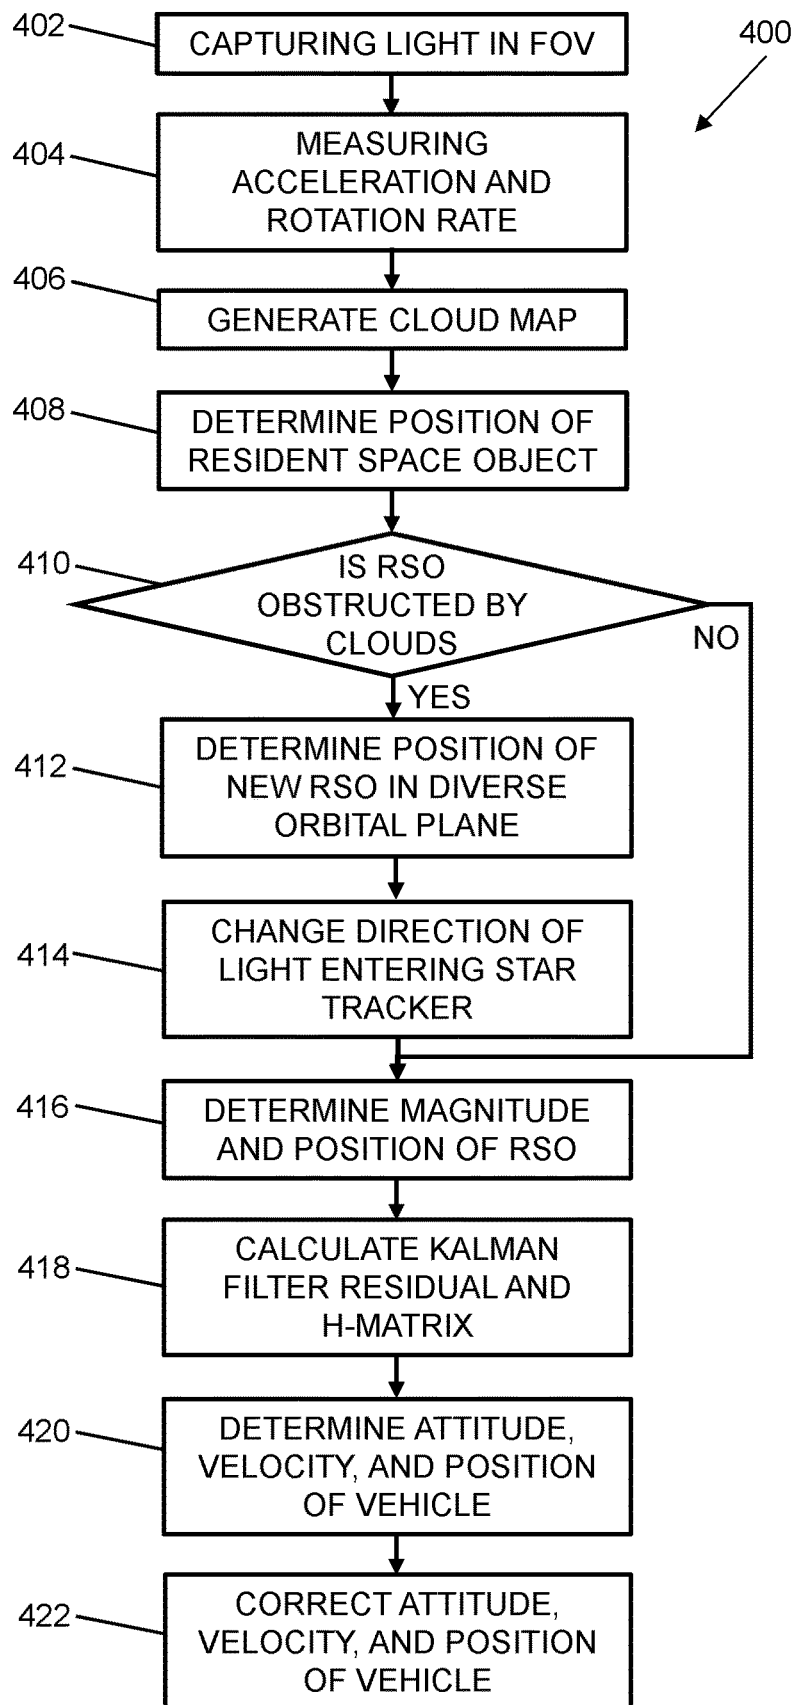 402
CAPTURING LIGHT IN FOV
400
404
MEASURING
ACCELERATION AND
ROTATION RATE
406
GENERATE CLOUD MAP
408
DETERMINE POSITION OF
RESIDENT SPACE OBJECT
410
IS RSO
OBSTRUCTED BY
CLOUDS
NO
YES
412
DETERMINE POSITION OF
NEW RSO IN DIVERSE
ORBITAL PLANE
414
CHANGE DIRECTION OF
LIGHT ENTERING STAR
TRACKER
416
DETERMINE MAGNITUDE
AND POSITION OF RSO
418
CALCULATE KALMAN
FILTER RESIDUAL AND
H-MATRIX
420
DETERMINE ATTITUDE,
VELOCITY, AND POSITION
OF VEHICLE
422
CORRECT ATTITUDE,
VELOCITY, AND POSITION
OF VEHICLE